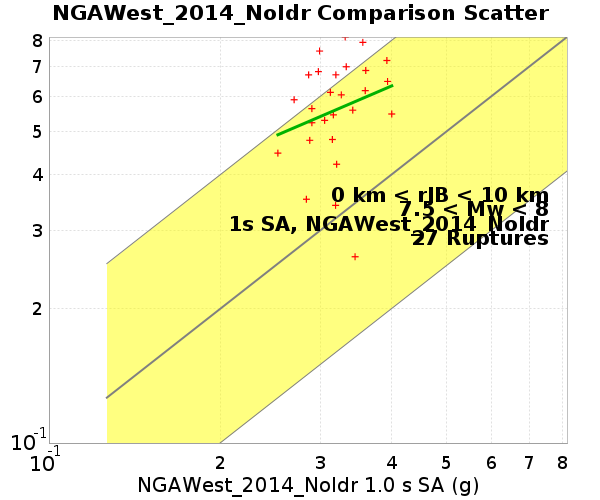 NGAWest_2014_NoIdr Comparison Scatter
8
7
6
5
4
3
2
10-1
0 km < rJB < 10 km
7.5 < Mw < 8
1s SA, NGAWest_2014_NoIdr
27 Ruptures
10-1
2
3
4
5
6
7
8
NGAWest_2014_NoIdr 1.0 s SA (g)